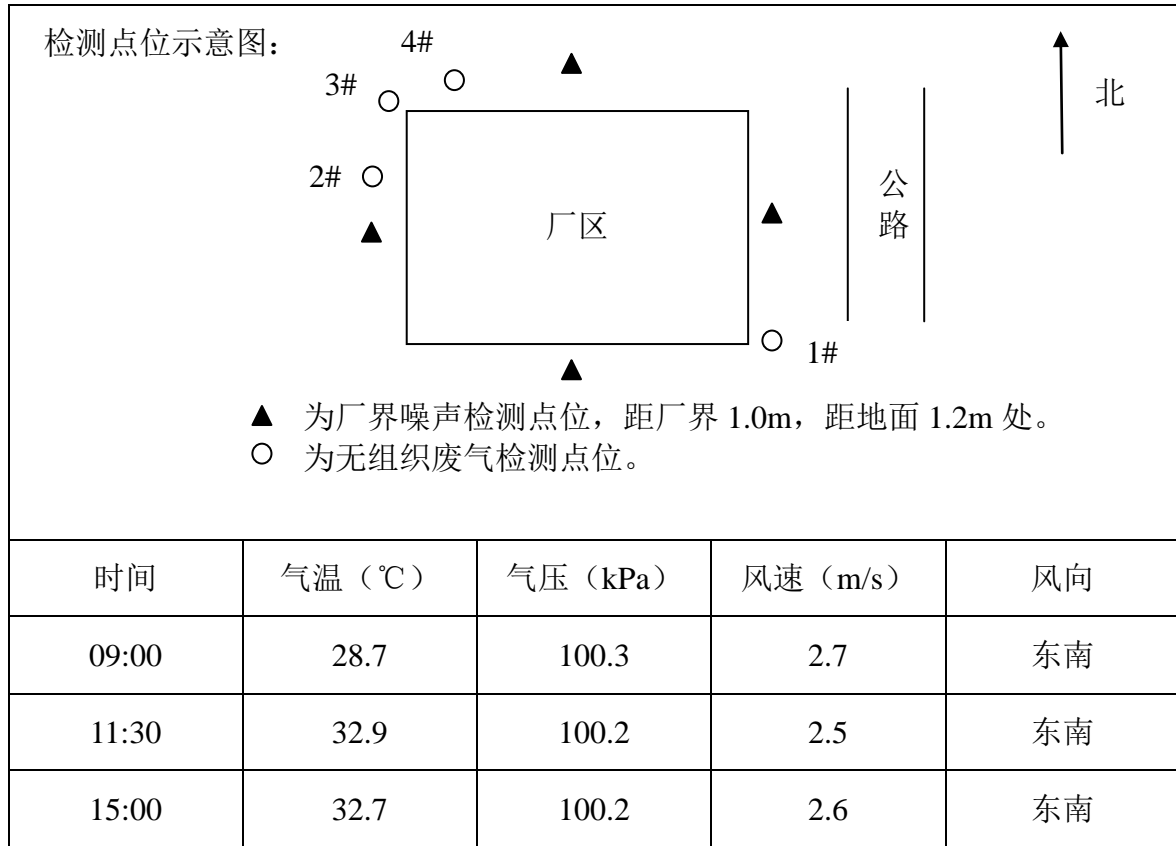 检测点位示意图：
4#
3#
北
2#
公路
厂区
1#
▲ 为厂界噪声检测点位，距厂界 1.0m，距地面 1.2m 处。
○ 为无组织废气检测点位。
时间 气温（℃） 气压（kPa） 风速（m/s） 风向
09:00 28.7 100.3 2.7 东南
11:30 32.9 100.2 2.5 东南
15:00 32.7 100.2 2.6 东南